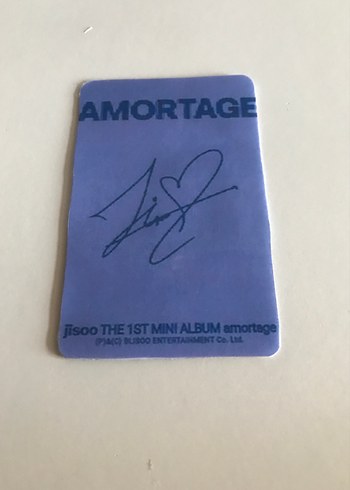 AMORTAGE
jisoo THE 1ST MINI ALBUM amortage
(P)&(C) BLISSOO ENTERTAINMENT Co. Ltd.